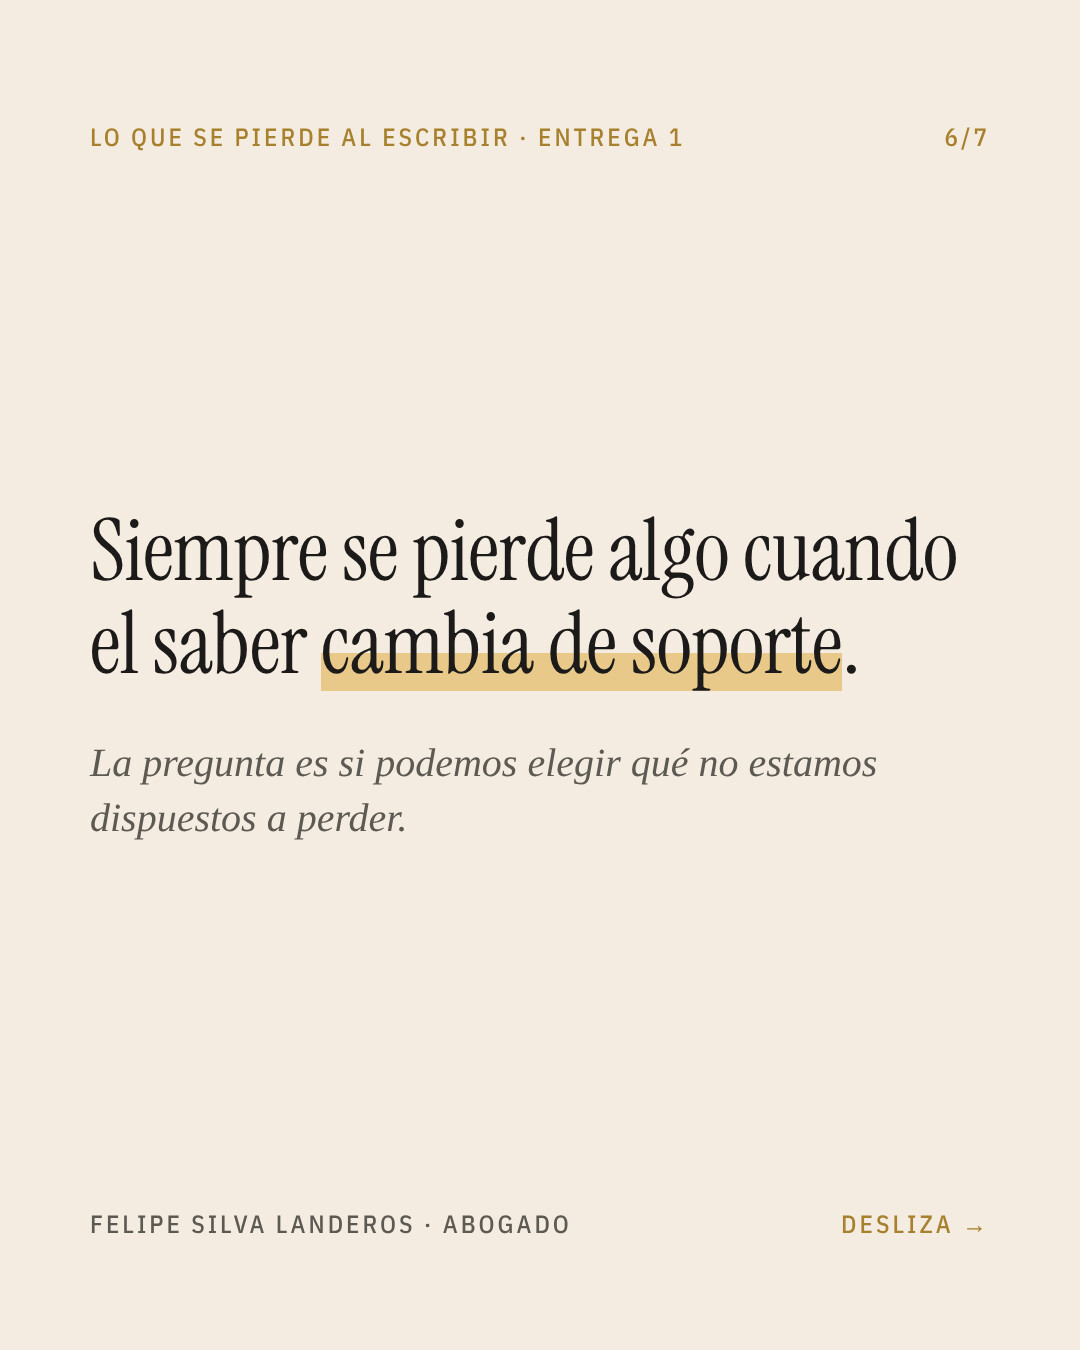 LO QUE SE PIERDE AL ESCRIBIR · ENTREGA 1 6/7
Siempre se pierde algo cuando
el saber cambia de soporte.
La pregunta es si podemos elegir qué no estamos
dispuestos a perder.
FELIPE SILVA LANDEROS · ABOGADO DESLIZA →